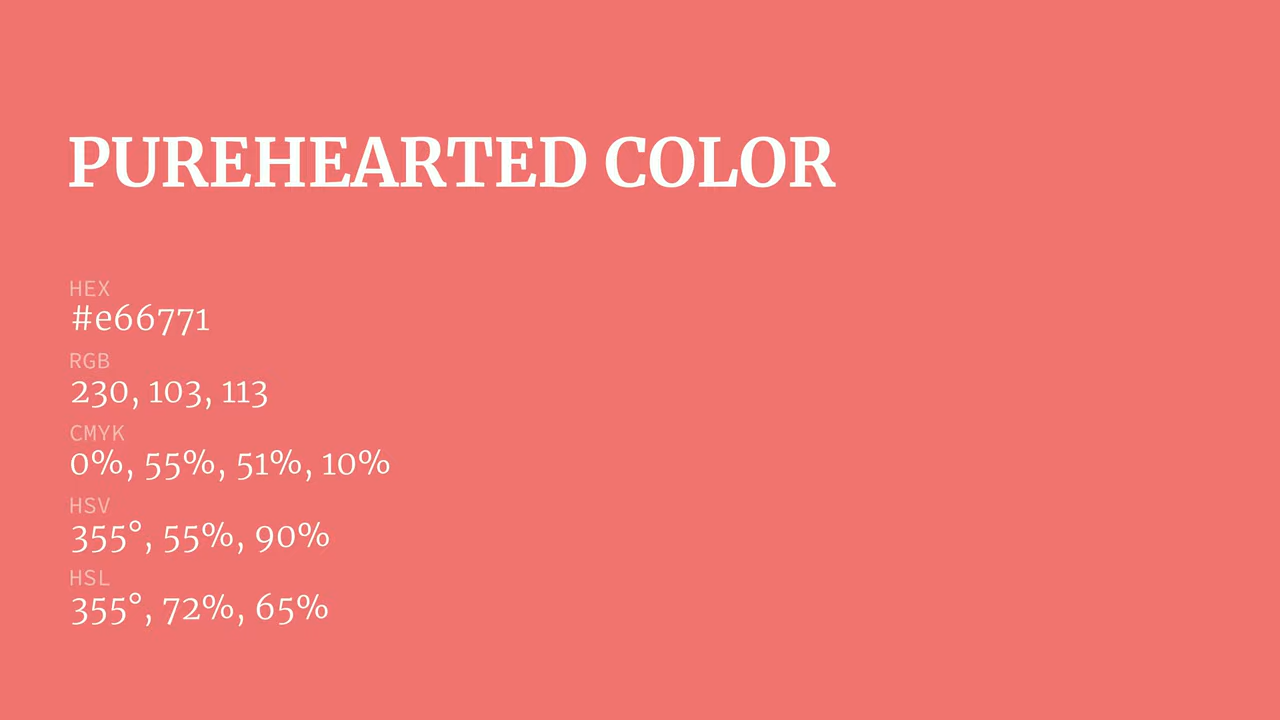 PUREHEARTED COLOR
HEX
#e66771
RGB
230, 103, 113
CMYK
0%, 55%, 51%, 10%
HSV
355°, 55%, 90%
HSL
355°, 72%, 65%